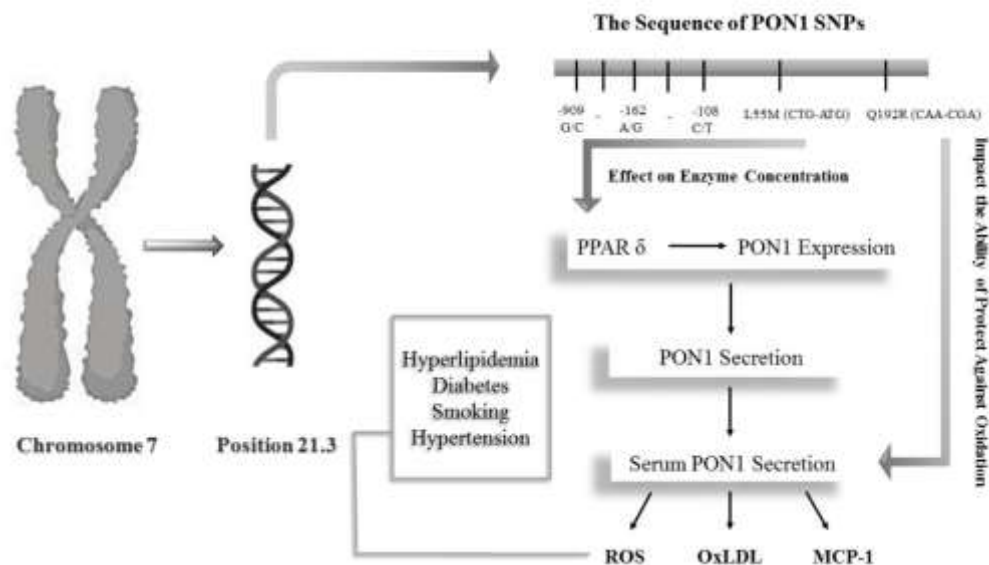 The Sequence of PON1 SNPs
-909 - -162 - -108 L55M (CTG-ATG) Q192R (CAA-CGA)
G/C A/G C/T
Effect on Enzyme Concentration
Impact the Ability of Protect Against Oxidation
PPAR δ PON1 Expression
PON1 Secretion
Hyperlipidemia
Diabetes
Smoking
Hypertension
Chromosome 7 Position 21.3
Serum PON1 Secretion
ROS OxLDL MCP-1